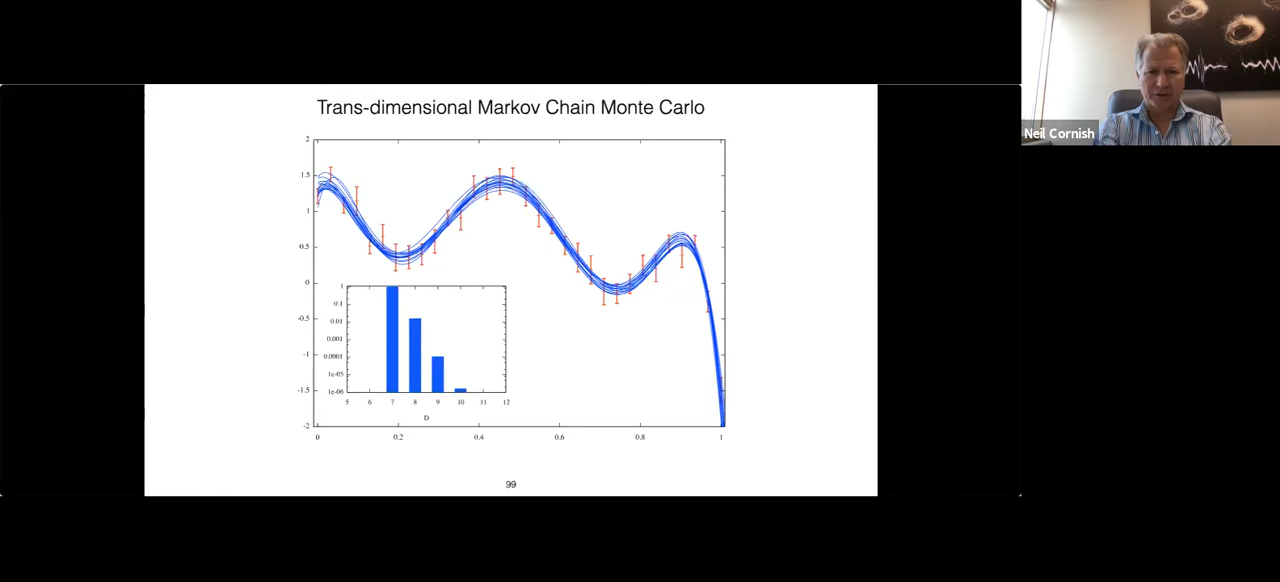 Trans-dimensional Markov Chain Monte Carlo
2
1.5
1
0.5
0
-0.5
-1
-1.5
-2
0 0.2 0.4 0.6 0.8 1
1
0.1
0.01
0.001
0.0001
1e-05
1e-06
5 6 7 8 9 10 11 12
D
99
Neil Cornish